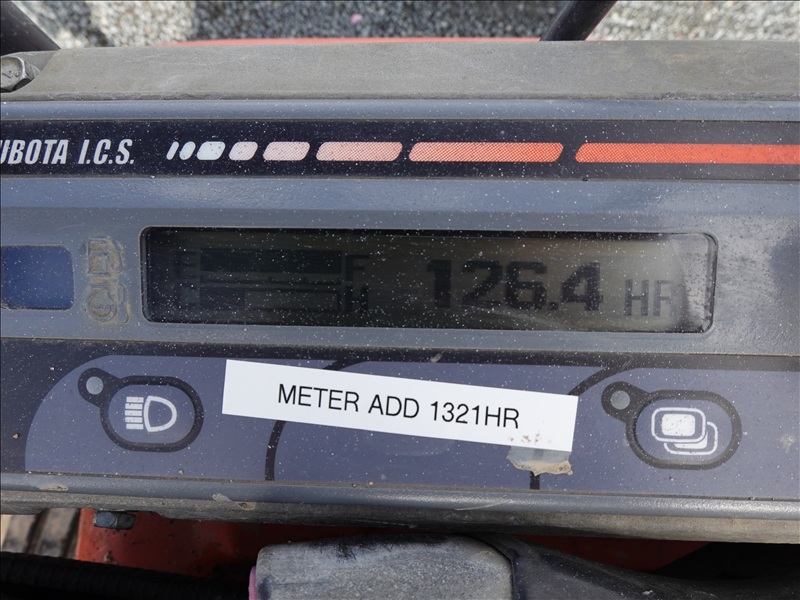 UBOTA I.C.S.
E F
C H
126.4 HR
METER ADD 1321HR